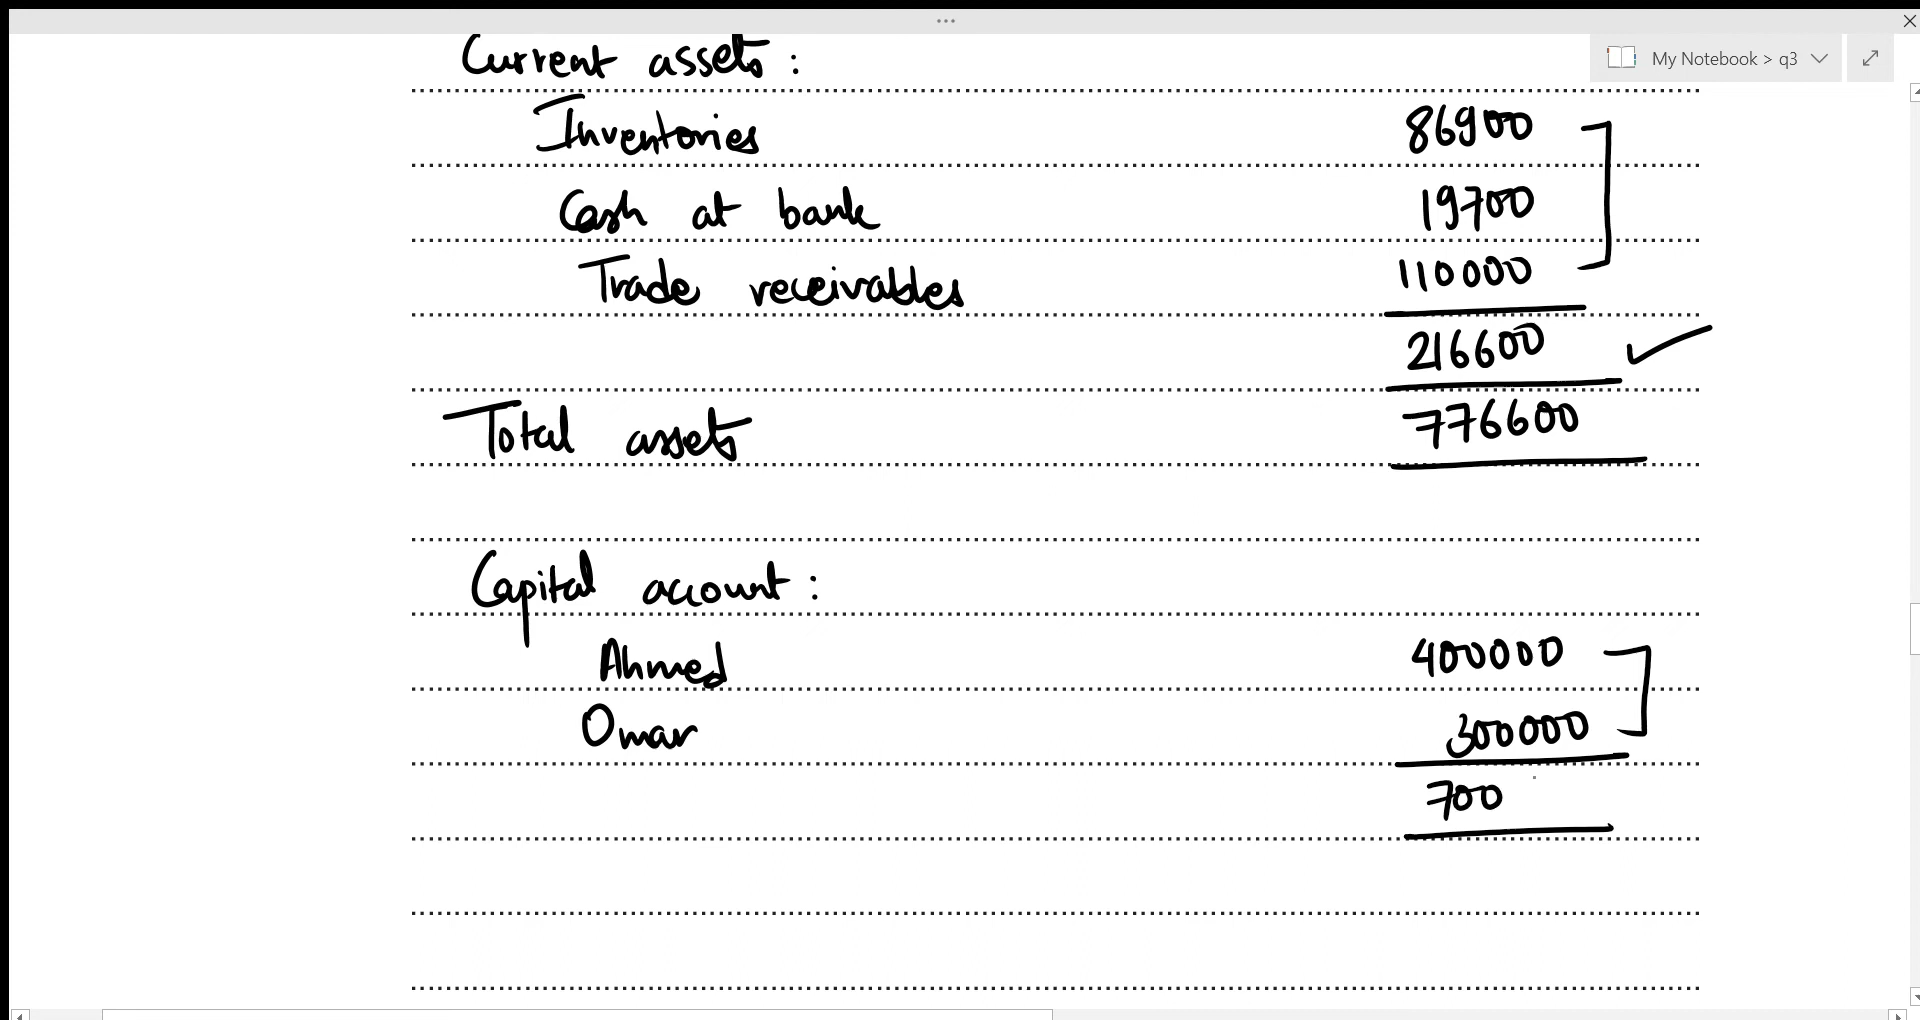 My Notebook > q3
Current assets:
Inventories 86900
Cash at bank 19700
Trade receivables 110000
216600
Total assets 776600
Capital account:
Ahmed 400000
Omar 300000
700